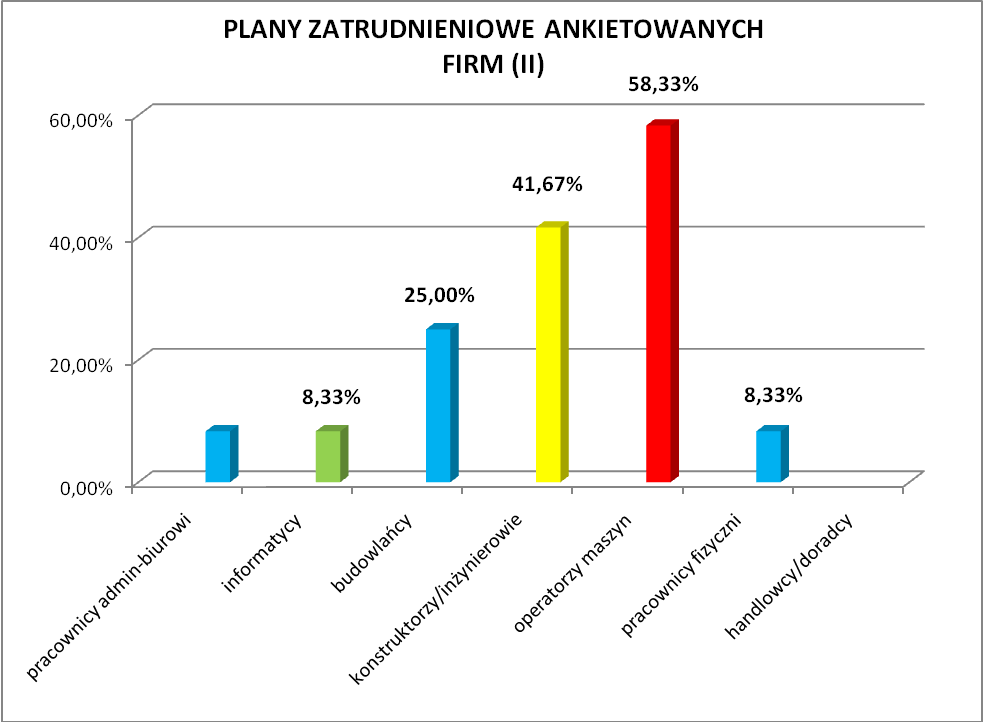 PLANY ZATRUDNIENIOWE ANKIETOWANYCH
FIRM (II)
58,33%
60,00%
41,67%
40,00%
25,00%
20,00%
8,33%
8,33%
0,00%
pracownicy admin-biurowi
informatycy
budowlańcy
konstruktorzy/inżynierowie
operatorzy maszyn
pracownicy fizyczni
handlowcy/doradcy